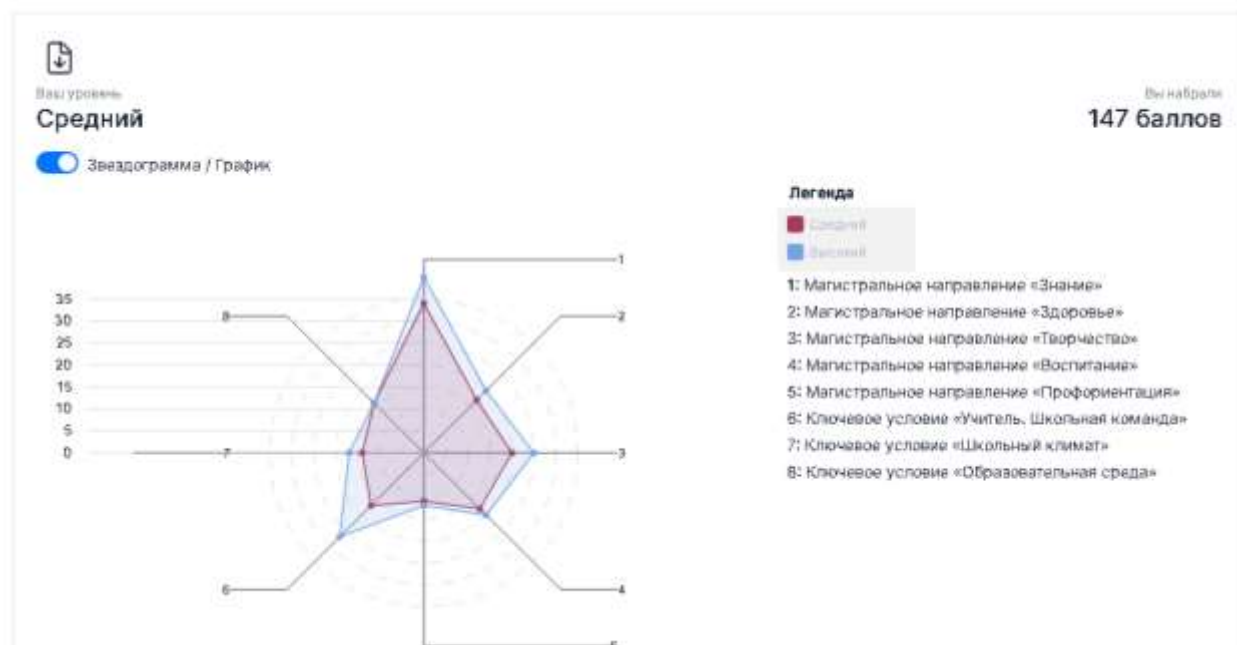 Ваш уровень
Средний
Вы набрали
147 баллов
Звездограмма / График
Легенда
Средний
Высокий
1: Магистральное направление «Знание»
2: Магистральное направление «Здоровье»
3: Магистральное направление «Творчество»
4: Магистральное направление «Воспитание»
5: Магистральное направление «Профориентация»
6: Ключевое условие «Учитель. Школьная команда»
7: Ключевое условие «Школьный климат»
8: Ключевое условие «Образовательная среда»
35
30
25
20
15
10
5
0
1
2
3
4
5
6
7
8